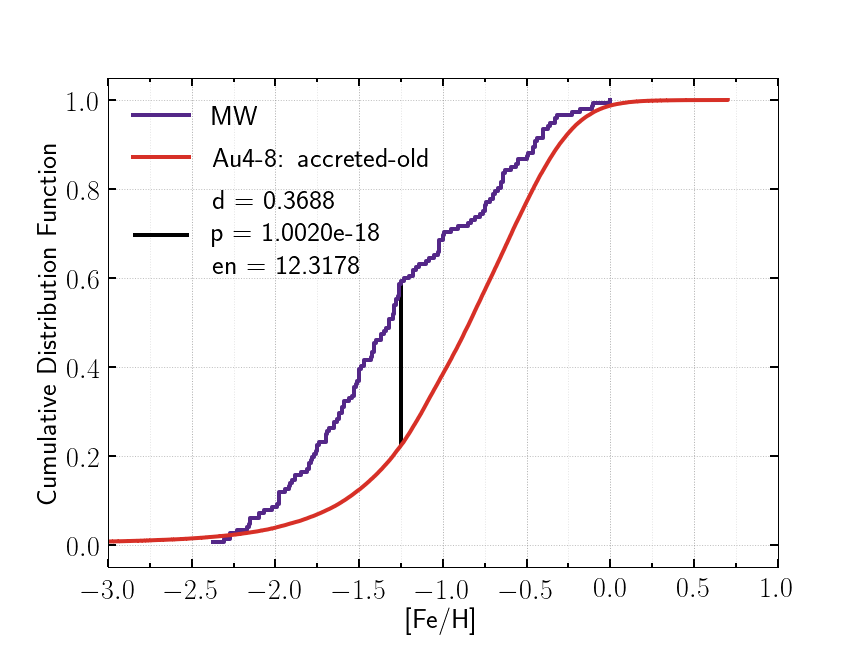 MW
Au4-8: accreted-old
d = 0.3688
p = 1.0020e-18
en = 12.3178
Cumulative Distribution Function
1.0
0.8
0.6
0.4
0.2
0.0
−3.0 −2.5 −2.0 −1.5 −1.0 −0.5 0.0 0.5 1.0
[Fe/H]